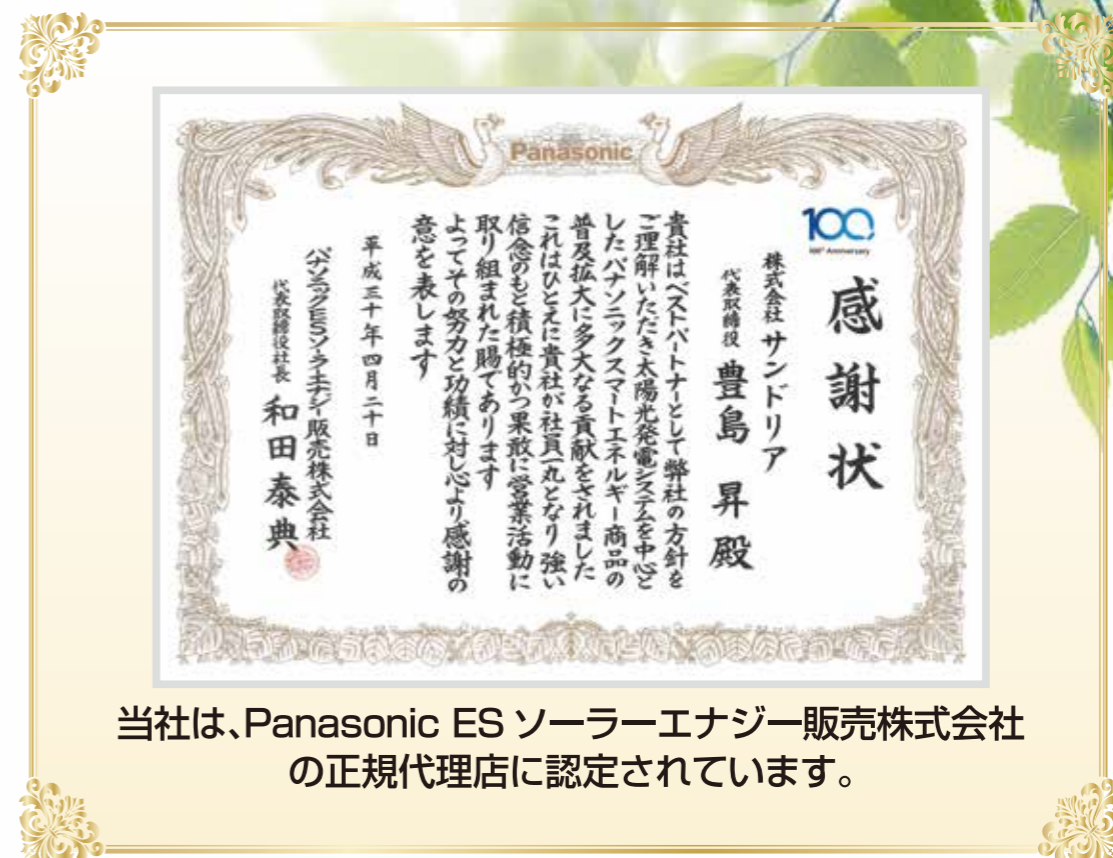 Panasonic
100
100th Anniversary
感謝状
株式会社 サンドリア
代表取締役 豊島 昇 殿
貴社はベストパートナーとして弊社の方針を
ご理解いただき太陽光発電システムを中心と
したパナソニックスマートエネルギー商品の
普及拡大に多大なる貢献をされました
これはひとえに貴社が社員一丸となり強い
信念のもと積極的かつ果敢に営業活動に
取り組まれた賜であります
よってその努力と功績に対し心より感謝の
意を表します
平成三十年四月二十日
パナソニックESソーラーエナジー販売株式会社
代表取締役社長 和田泰典
当社は、Panasonic ES ソーラーエナジー販売株式会社
の正規代理店に認定されています。